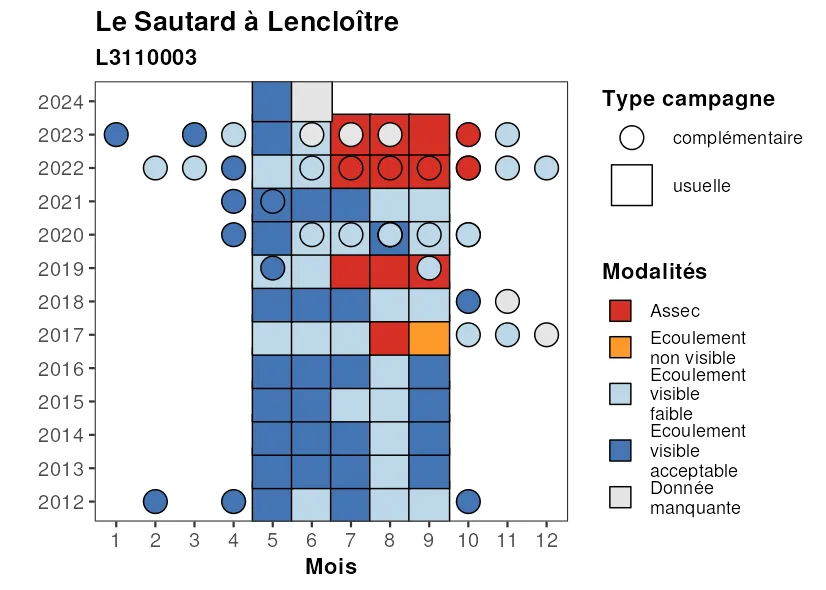 Le Sautard à Lencloître
L3110003
2024
2023
2022
2021
2020
2019
2018
2017
2016
2015
2014
2013
2012
1 2 3 4 5 6 7 8 9 10 11 12
Mois
Type campagne
complémentaire
usuelle
Modalités
Assec
Ecoulement
non visible
Ecoulement
visible
faible
Ecoulement
visible
acceptable
Donnée
manquante